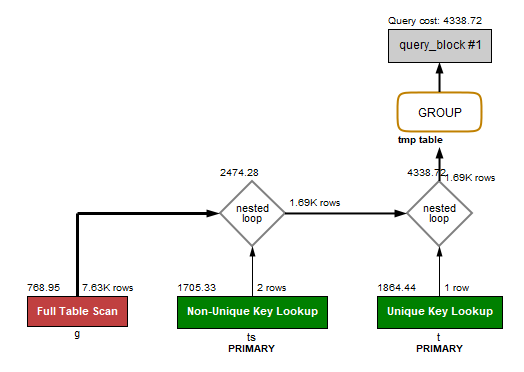 Query cost: 4338.72
query_block #1
GROUP
tmp table
2474.28
4338.72
1.69K rows
nested
loop
1.69K rows
nested
loop
768.95
7.63K rows
1705.33
2 rows
1864.44
1 row
Full Table Scan
Non-Unique Key Lookup
Unique Key Lookup
g
ts
t
PRIMARY
PRIMARY